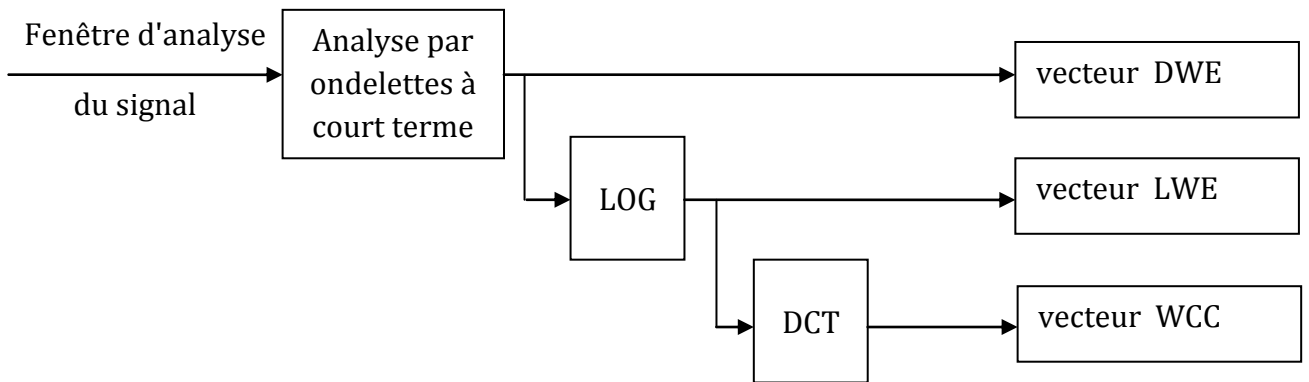 Fenêtre d'analyse
du signal
Analyse par
ondelettes à
court terme
vecteur DWE
LOG
vecteur LWE
DCT
vecteur WCC